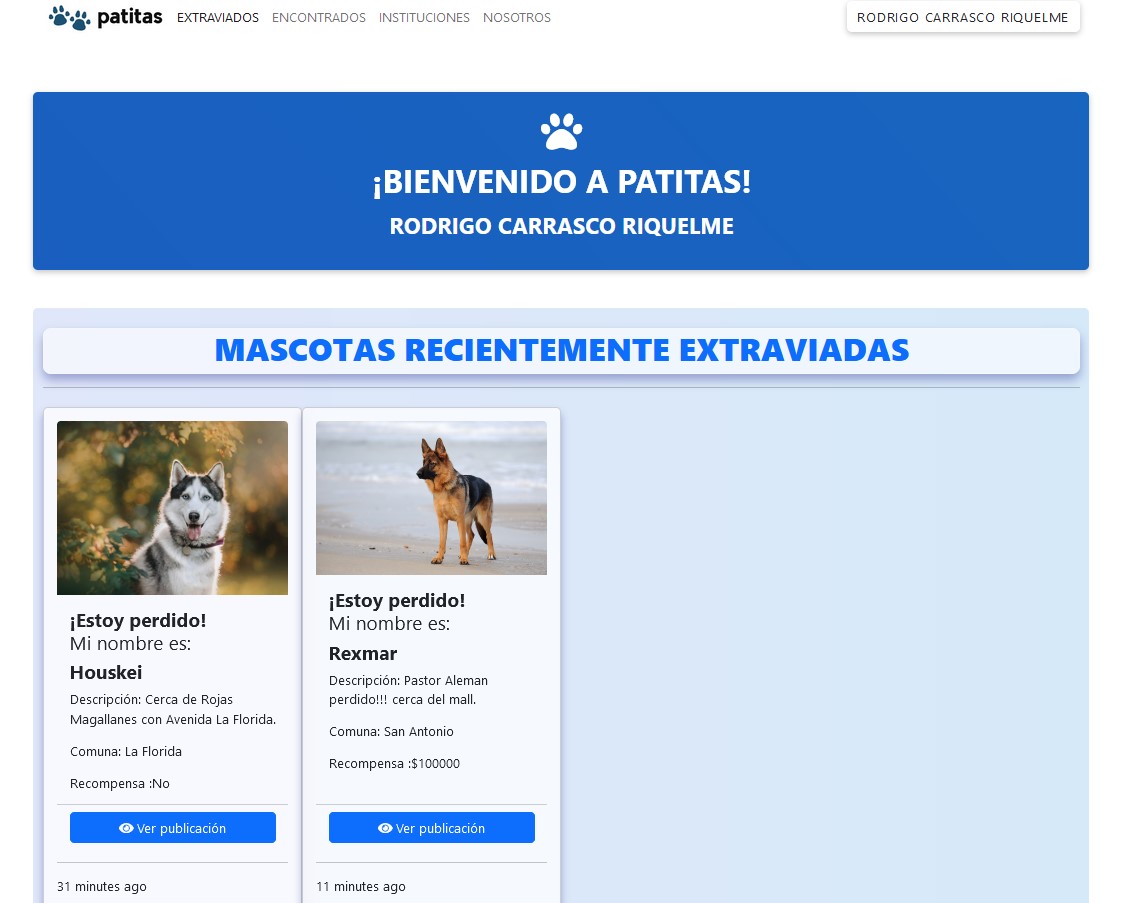 patitas EXTRAVIADOS ENCONTRADOS INSTITUCIONES NOSOTROS RODRIGO CARRASCO RIQUELME
¡BIENVENIDO A PATITAS!
RODRIGO CARRASCO RIQUELME
MASCOTAS RECIENTEMENTE EXTRAVIADAS
¡Estoy perdido!
Mi nombre es:
Houskei
Descripción: Cerca de Rojas
Magallanes con Avenida La Florida.
Comuna: La Florida
Recompensa :No
Ver publicación
31 minutes ago
¡Estoy perdido!
Mi nombre es:
Rexmar
Descripción: Pastor Aleman
perdido!!! cerca del mall.
Comuna: San Antonio
Recompensa :$100000
Ver publicación
11 minutes ago